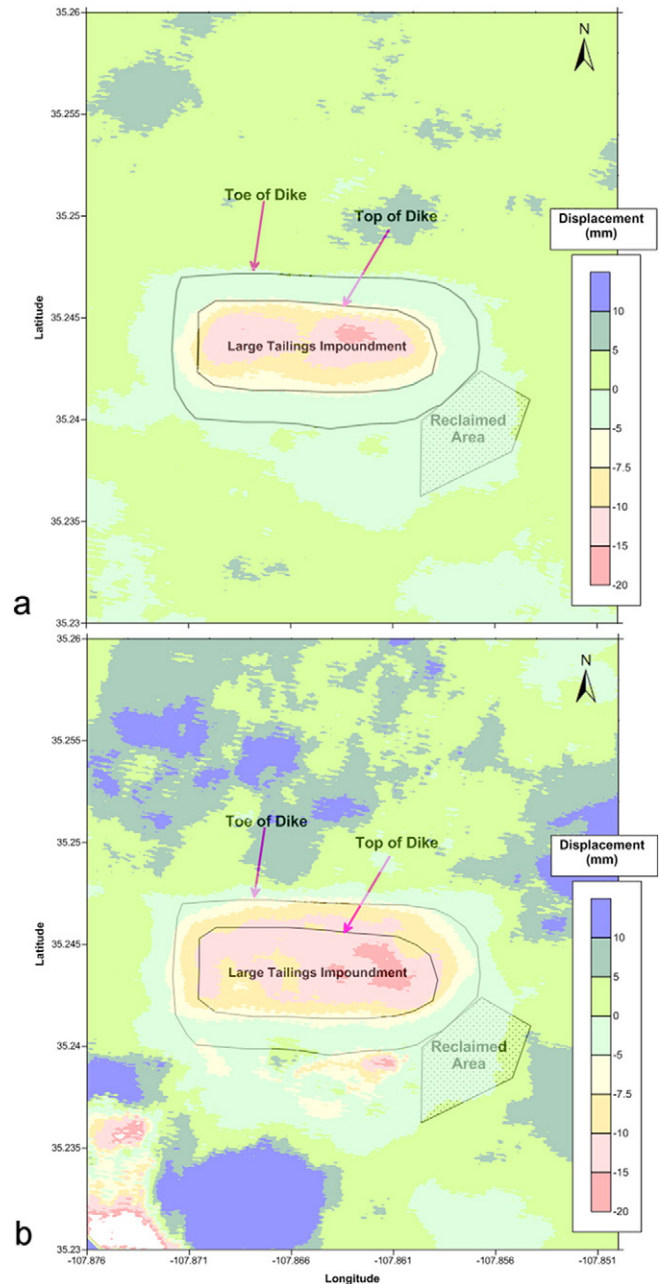 35.26
N
35.255
Toe of Dike
35.25
Top of Dike
Displacement
(mm)
10
5
Latitude
35.245
Large Tailings Impoundment
0
-5
35.24
Reclaimed
Area
-7.5
-10
35.235
-15
-20
a
35.23
35.26
N
35.255
Toe of Dike
35.25
Top of Dike
Displacement
(mm)
10
5
Latitude
35.245
Large Tailings Impoundment
0
-5
35.24
Reclaimed
Area
-7.5
-10
35.235
-15
-20
b
35.23
-107.876 -107.871 -107.866 -107.861 -107.856 -107.851
Longitude